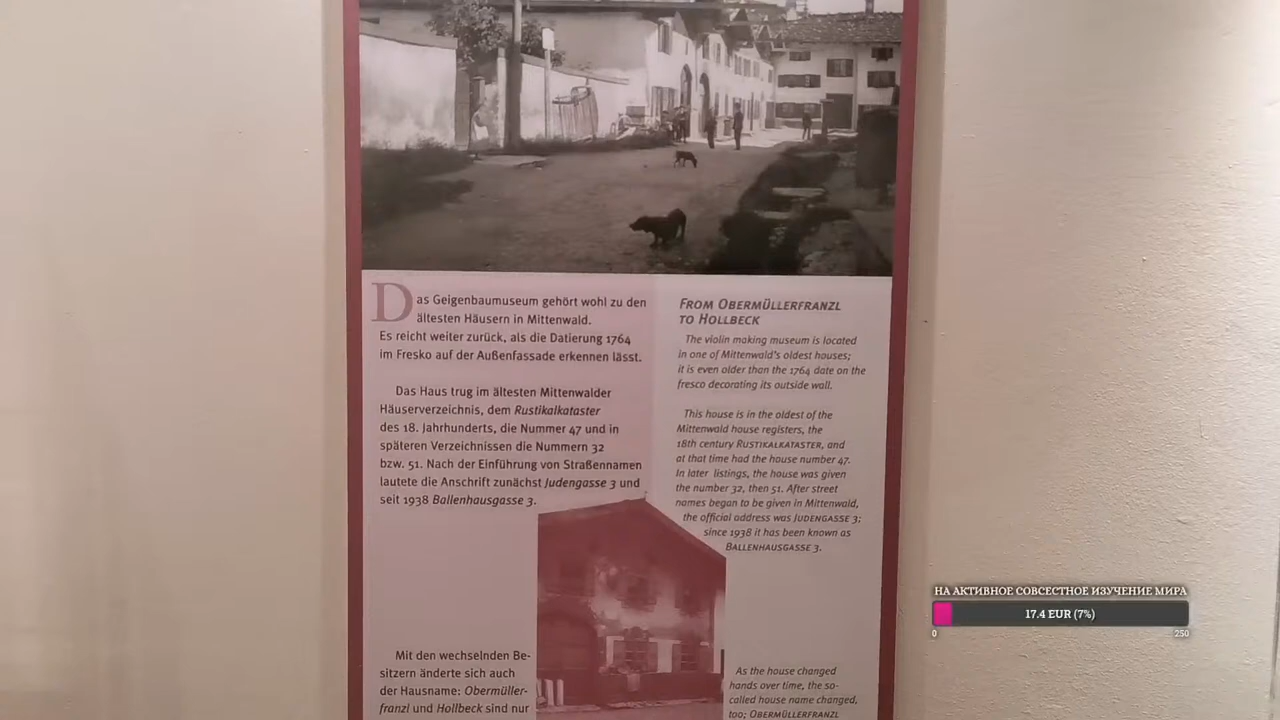 Das Geigenbaumuseum gehört wohl zu den
ältesten Häusern in Mittenwald.
Es reicht weiter zurück, als die Datierung 1764
im Fresko auf der Außenfassade erkennen lässt.
Das Haus trug im ältesten Mittenwalder
Häuserverzeichnis, dem Rustikalkataster
des 18. Jahrhunderts, die Nummer 47 und in
späteren Verzeichnissen die Nummern 32
bzw. 51. Nach der Einführung von Straßennamen
lautete die Anschrift zunächst Judengasse 3 und
seit 1938 Ballenhausgasse 3.
Mit den wechselnden Be-
sitzern änderte sich auch
der Hausname: Obermüller-
franzl und Hollbeck sind nur
FROM OBERMÜLLERFRANZL
TO HOLLBECK
The violin making museum is located
in one of Mittenwald's oldest houses;
it is even older than the 1764 date on the
fresco decorating its outside wall.
This house is in the oldest of the
Mittenwald house registers, the
18th century RUSTIKALKATASTER, and
at that time had the house number 47.
In later listings, the house was given
the number 32, then 51. After street
names began to be given in Mittenwald,
the official address was JUDENGASSE 3;
since 1938 it has been known as
BALLENHAUSGASSE 3.
As the house changed
hands over time, the so-
called house name changed,
too; OBERMÜLLERFRANZL
НА АКТИВНОЕ СОВСЕСТНОЕ ИЗУЧЕНИЕ МИРА
17.4 EUR (7%)
0 250